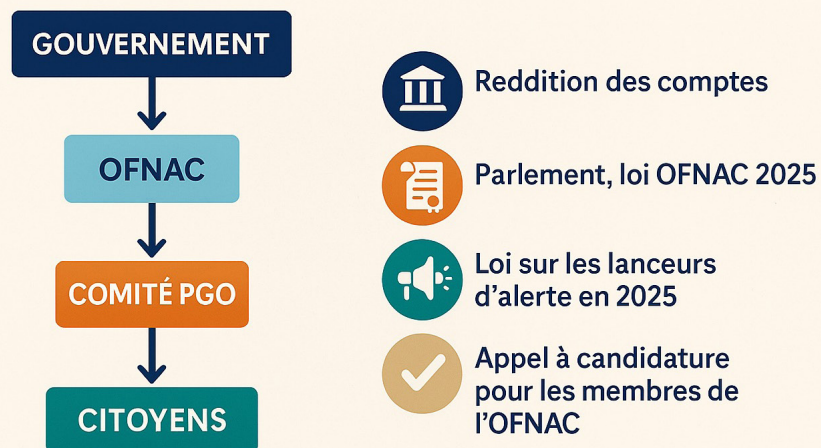 GOUVERNEMENT
OFNAC
COMITÉ PGO
CITOYENS
Reddition des comptes
Parlement, loi OFNAC 2025
Loi sur les lanceurs
d’alerte en 2025
Appel à candidature
pour les membres de
l’OFNAC